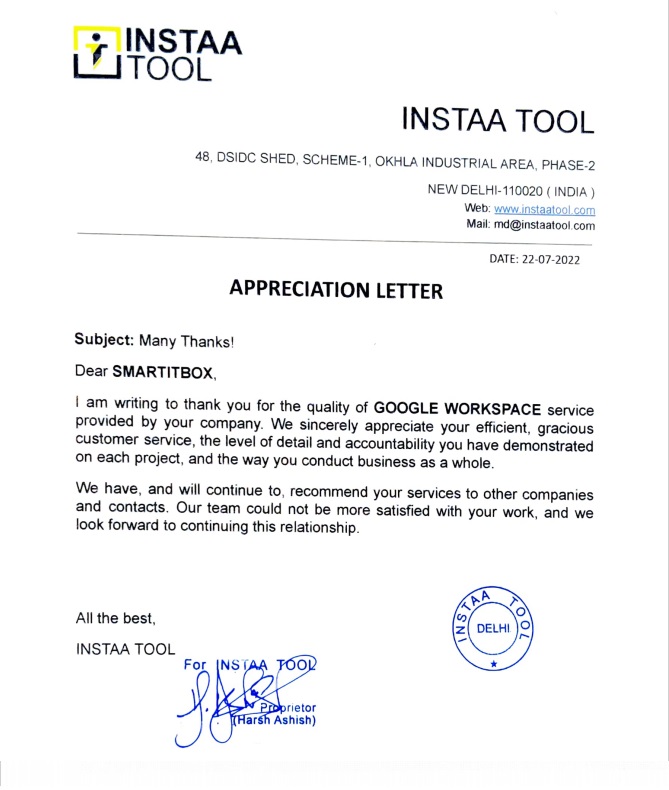 INSTAA
TOOL
INSTAA TOOL
48, DSIDC SHED, SCHEME-1, OKHLA INDUSTRIAL AREA, PHASE-2
NEW DELHI-110020 ( INDIA )
Web: www.instaatool.com
Mail: md@instaatool.com
DATE: 22-07-2022
APPRECIATION LETTER
Subject: Many Thanks!
Dear SMARTITBOX,
I am writing to thank you for the quality of GOOGLE WORKSPACE service
provided by your company. We sincerely appreciate your efficient, gracious
customer service, the level of detail and accountability you have demonstrated
on each project, and the way you conduct business as a whole.
We have, and will continue to, recommend your services to other companies
and contacts. Our team could not be more satisfied with your work, and we
look forward to continuing this relationship.
All the best,
INSTAA TOOL
For INSTAA TOOL
Proprietor
(Harsh Ashish)
INSTAA TOOL
DELHI